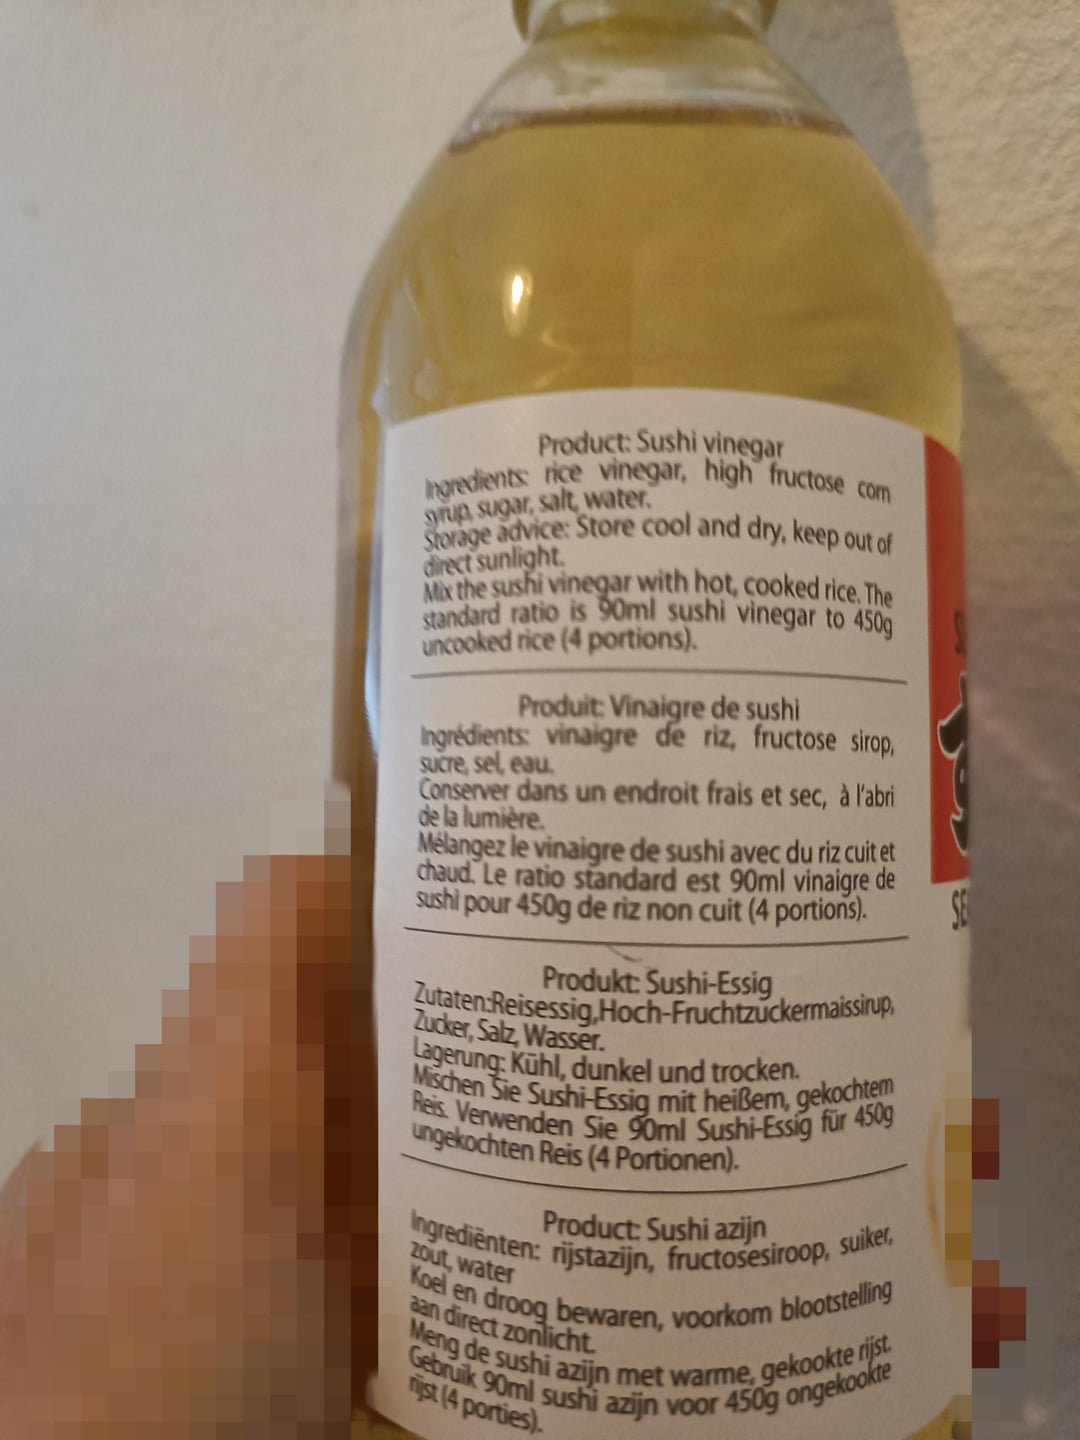 Product: Sushi vinegar
Ingredients: rice vinegar, high fructose corn
syrup, sugar, salt, water.
Storage advice: Store cool and dry, keep out of
direct sunlight.
Mix the sushi vinegar with hot, cooked rice. The
standard ratio is 90ml sushi vinegar to 450g
uncooked rice (4 portions).
Produit: Vinaigre de sushi
Ingrédients: vinaigre de riz, fructose sirop,
sucre, sel, eau.
Conserver dans un endroit frais et sec, à l'abri
de la lumière.
Mélangez le vinaigre de sushi avec du riz cuit et
chaud. Le ratio standard est 90ml vinaigre de
sushi pour 450g de riz non cuit (4 portions).
Produkt: Sushi-Essig
Zutaten:Reisessig,Hoch-Fruchtzuckermaissirup,
Zucker, Salz, Wasser.
Lagerung: Kühl, dunkel und trocken.
Mischen Sie Sushi-Essig mit heißem, gekochtem
Reis. Verwenden Sie 90ml Sushi-Essig für 450g
ungekochten Reis (4 Portionen).
Product: Sushi azijn
Ingrediënten: rijstazijn, fructosesiroop, suiker,
zout, water
Koel en droog bewaren, voorkom blootstelling
aan direct zonlicht.
Meng de sushi azijn met warme, gekookte rijst.
Gebruik 90ml sushi azijn voor 450g ongekookte
rijst (4 porties).